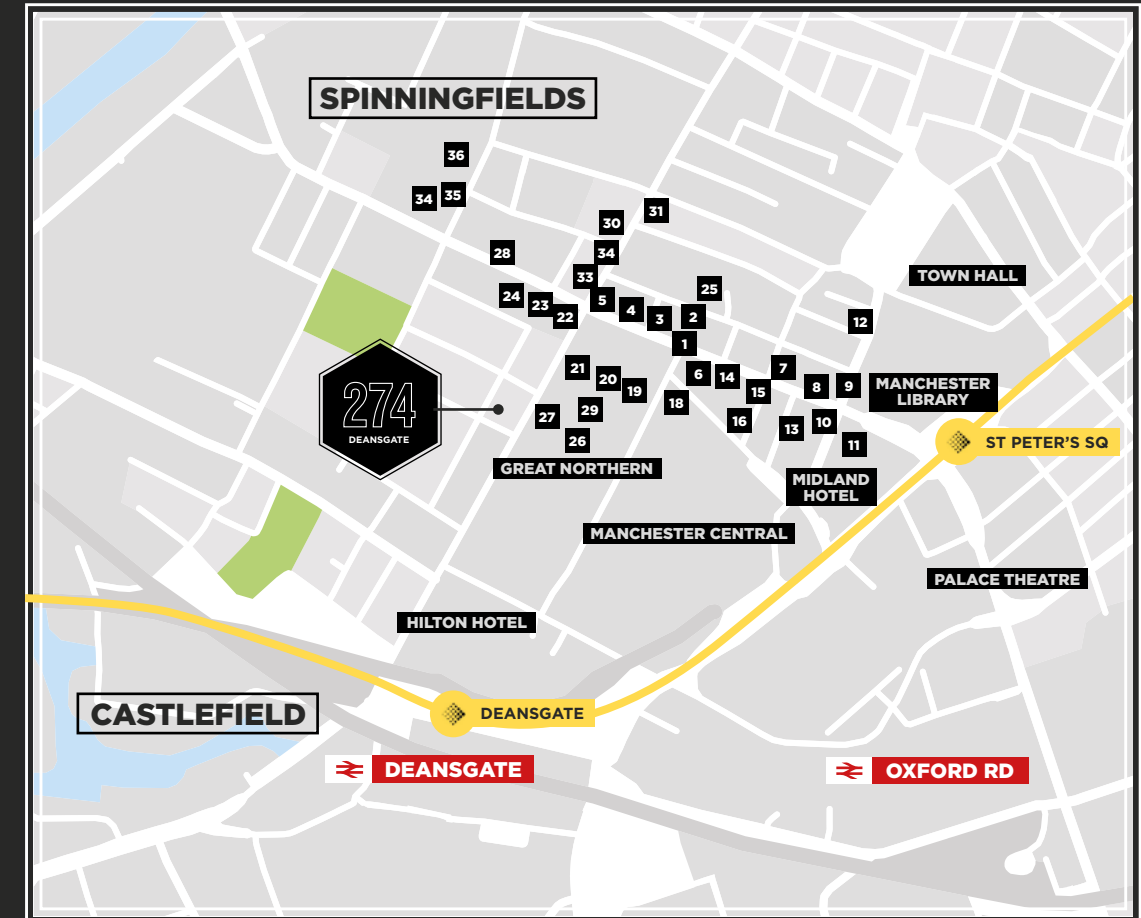 SPINNINGFIELDS
36
34 35
31
30
28
34
TOWN HALL
33
25
24 23 22
5 4 3 2
12
1
21 20 19
6 14 7
15 8 9
MANCHESTER
LIBRARY
274
DEANSGATE
18
27 29
16 13 10
26
11
ST PETER'S SQ
GREAT NORTHERN
MIDLAND
HOTEL
MANCHESTER CENTRAL
PALACE THEATRE
HILTON HOTEL
CASTLEFIELD
DEANSGATE
DEANSGATE
OXFORD RD